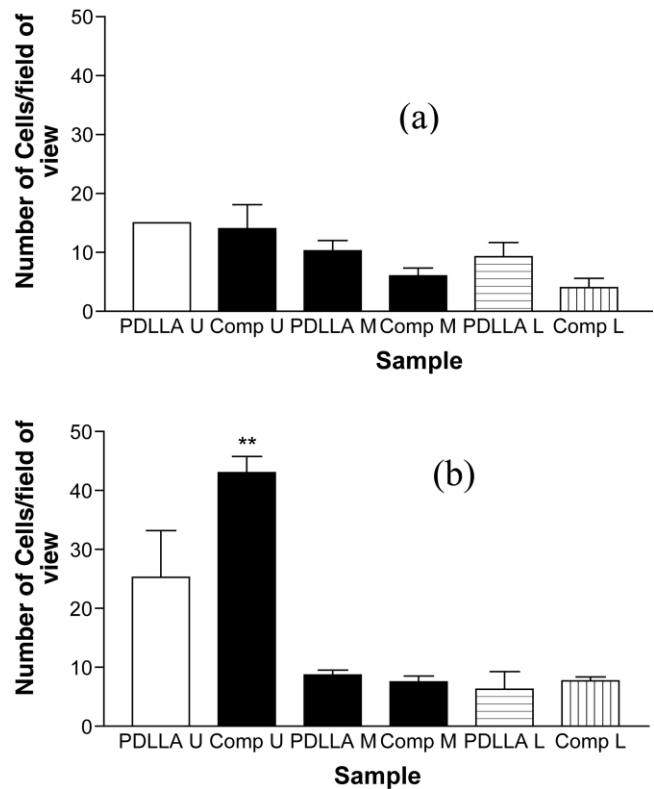 50
40
30
20
10
0
Number of Cells/field of
view
(a)
PDLLA U Comp U PDLLA M Comp M PDLLA L Comp L
Sample
50
40
30
20
10
0
Number of Cells/field of
view
**
(b)
PDLLA U Comp U PDLLA M Comp M PDLLA L Comp L
Sample